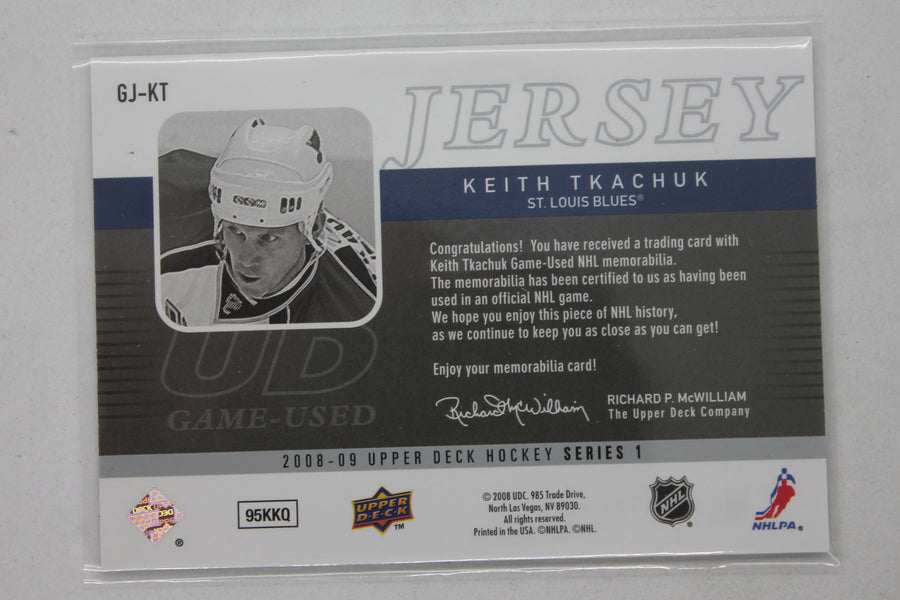 GJ-KT
JERSEY
KEITH TKACHUK
ST. LOUIS BLUES®
CCM
Congratulations! You have received a trading card with
Keith Tkachuk Game-Used NHL memorabilia.
The memorabilia has been certified to us as having been
used in an official NHL game.
We hope you enjoy this piece of NHL history,
as we continue to keep you as close as you can get!
Enjoy your memorabilia card!
Richard McWilliam
RICHARD P. McWILLIAM
The Upper Deck Company
UD
GAME-USED
2008-09 UPPER DECK HOCKEY SERIES 1
®
95KKQ
UPPER
DECK
TM
© 2008 UDC. 985 Trade Drive,
North Las Vegas, NV 89030.
All rights reserved.
Printed in the USA. ©NHLPA. ©NHL.
NHL
®
NHLPA®